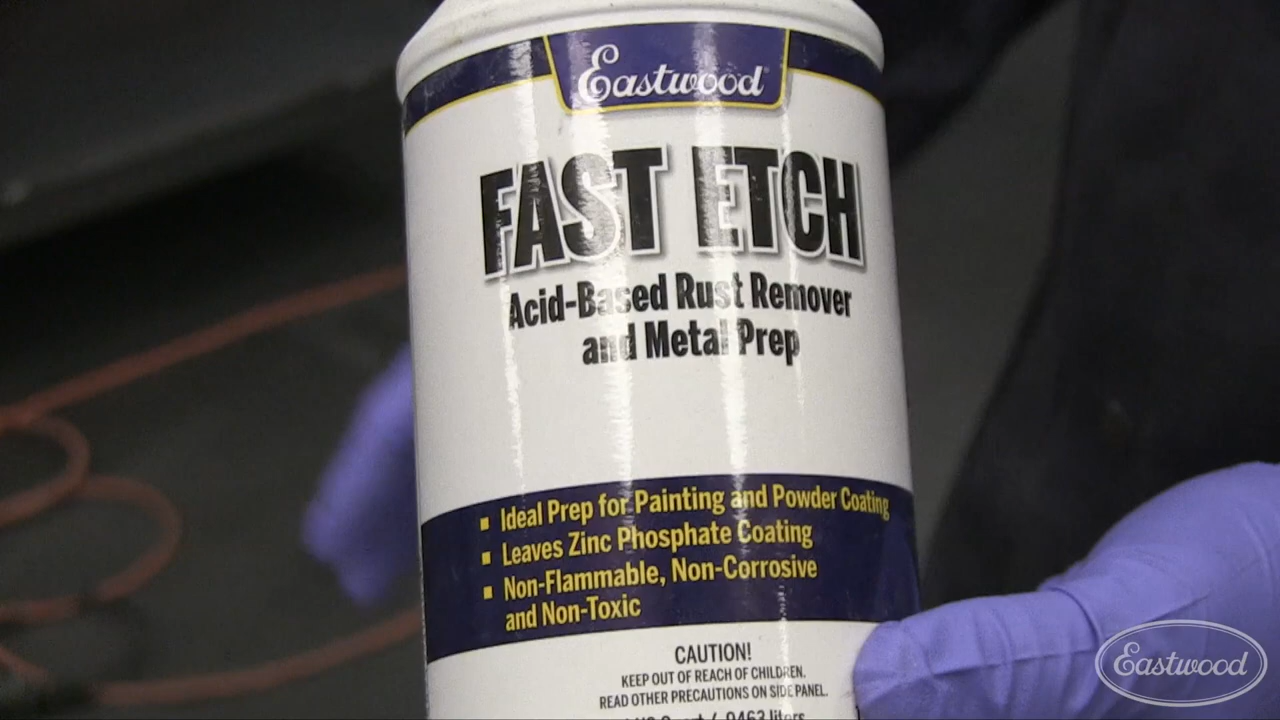 Eastwood
FAST ETCH
Acid-Based Rust Remover
and Metal Prep
▪ Ideal Prep for Painting and Powder Coating
▪ Leaves Zinc Phosphate Coating
▪ Non-Flammable, Non-Corrosive
and Non-Toxic
CAUTION!
KEEP OUT OF REACH OF CHILDREN.
READ OTHER PRECAUTIONS ON SIDE PANEL.
Eastwood